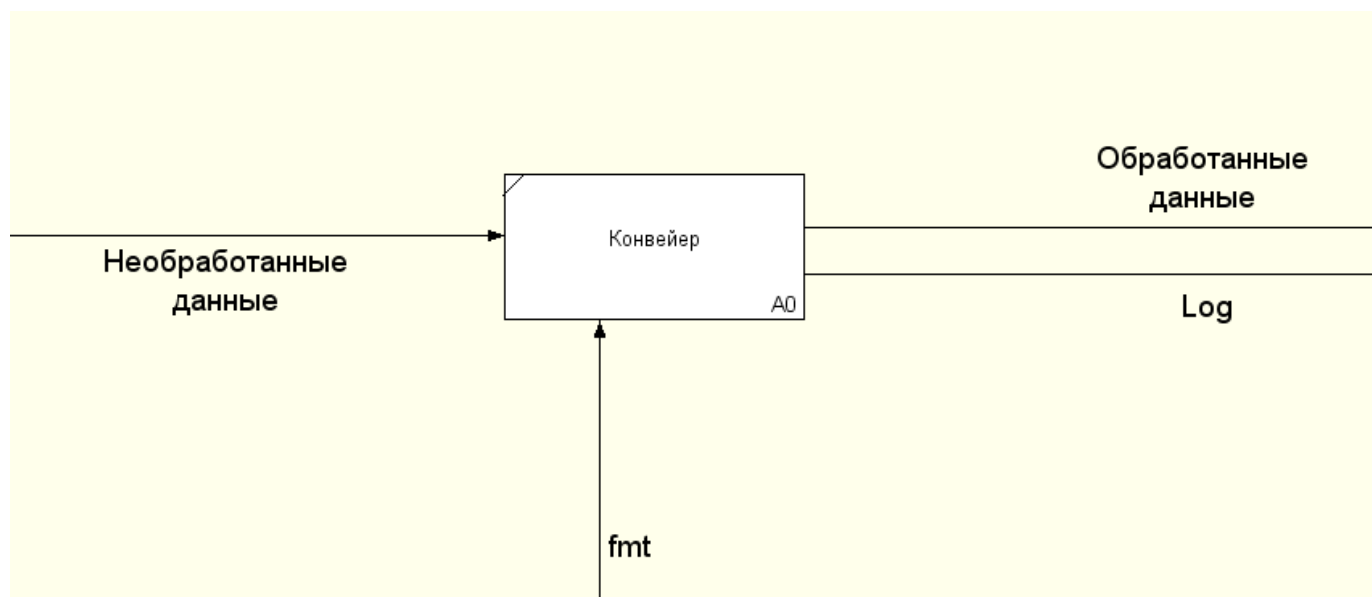 Обработанные
данные
Конвейер
Необработанные
данные
A0
Log
fmt